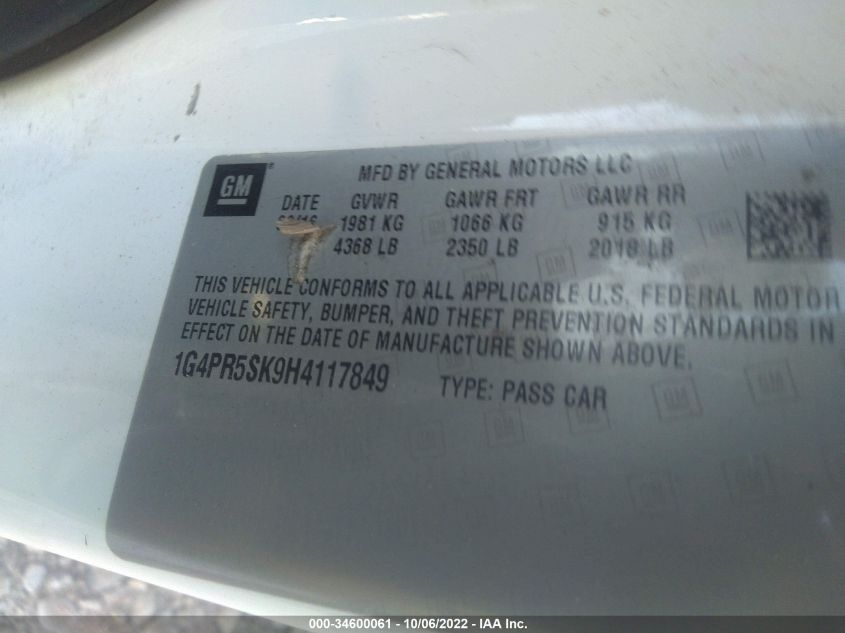 GM
MFD BY GENERAL MOTORS LLC
DATE GVWR GAWR FRT GAWR RR
1981 KG 1066 KG 915 KG
4368 LB 2350 LB 2018 LB
THIS VEHICLE CONFORMS TO ALL APPLICABLE U.S. FEDERAL MOTOR
VEHICLE SAFETY, BUMPER, AND THEFT PREVENTION STANDARDS IN
EFFECT ON THE DATE OF MANUFACTURE SHOWN ABOVE.
1G4PR5SK9H4117849 TYPE: PASS CAR
000-34600061 - 10/06/2022 - IAA Inc.